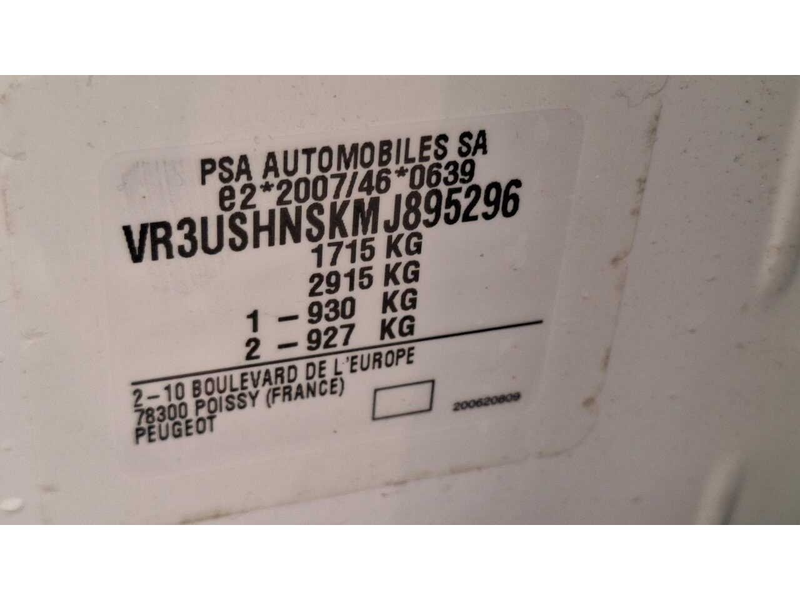 PSA AUTOMOBILES SA
e2*2007/46*0639
VR3USHNSKMJ895296
1715 KG
2915 KG
1 – 930 KG
2 – 927 KG
2–10 BOULEVARD DE L'EUROPE
78300 POISSY (FRANCE)
PEUGEOT
200620809